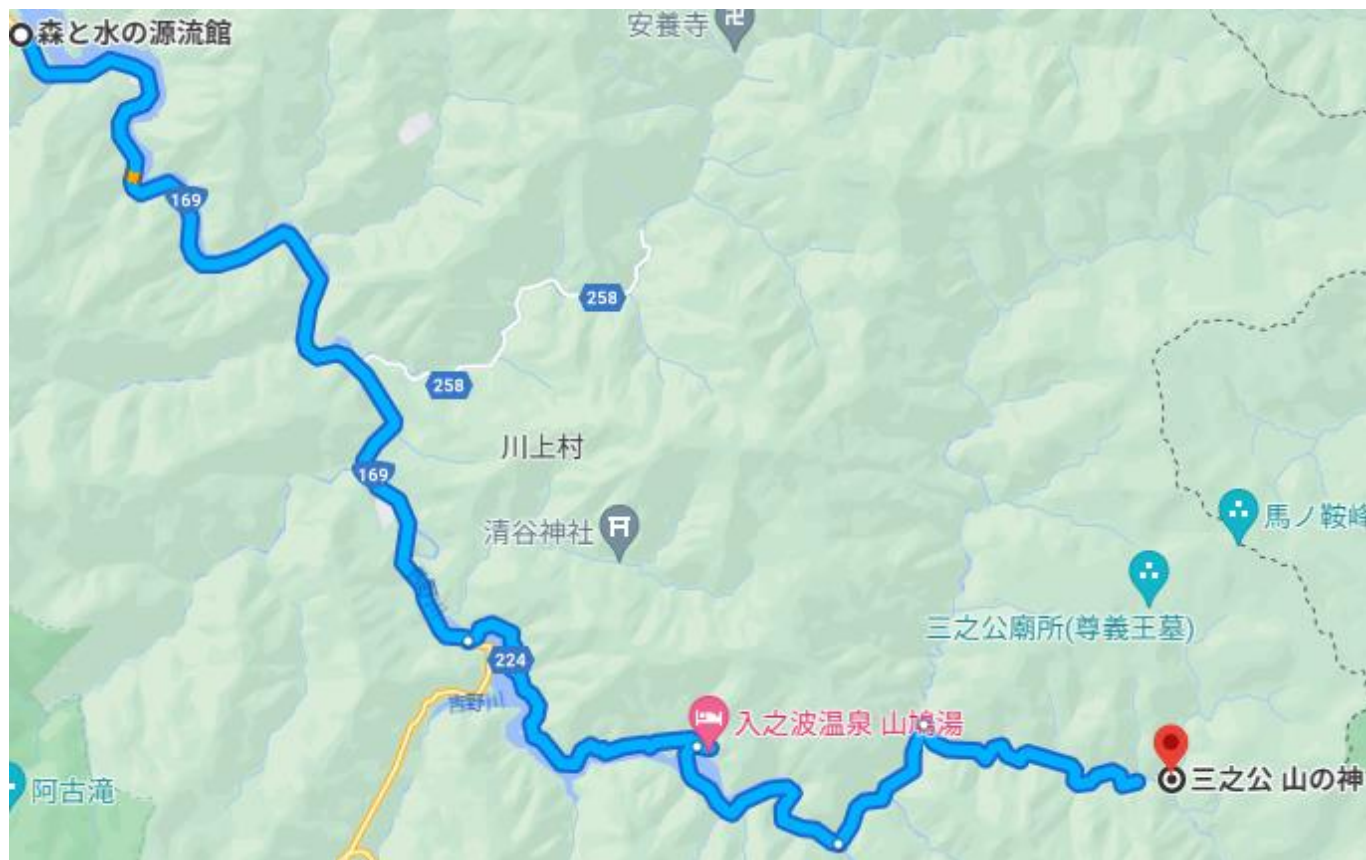 森と水の源流館
安養寺
169
258
258
川上村
169
清谷神社
馬ノ鞍峰
三之公廟所(尊義王墓)
224
吉野川
入之波温泉 山鳩湯
三之公 山の神
阿古滝